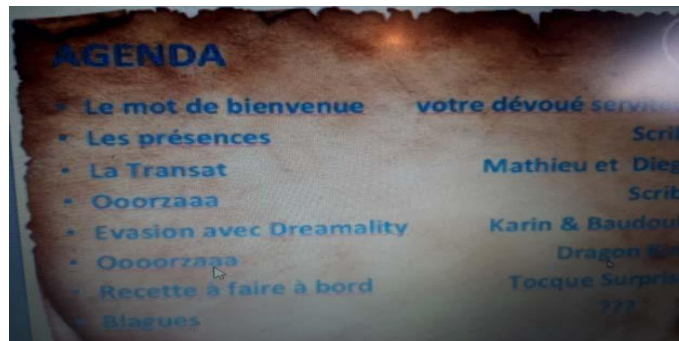 AGENDA
• Le mot de bienvenue votre dévoué
• Les présences
• La Transat Mathieu et
• Ooorzaaa
• Evasion avec Dreamality Karin &
• Oooorzaaa Dragon
• Recette à faire à bord Tocque
• Blagues ???